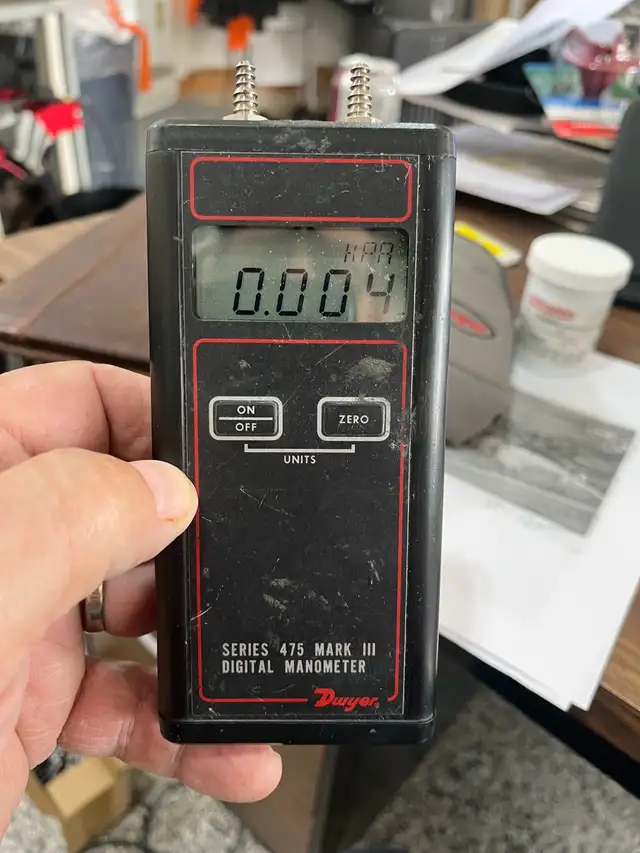 KPA
0.004
ON
OFF
ZERO
UNITS
SERIES 475 MARK III
DIGITAL MANOMETER
Dwyer